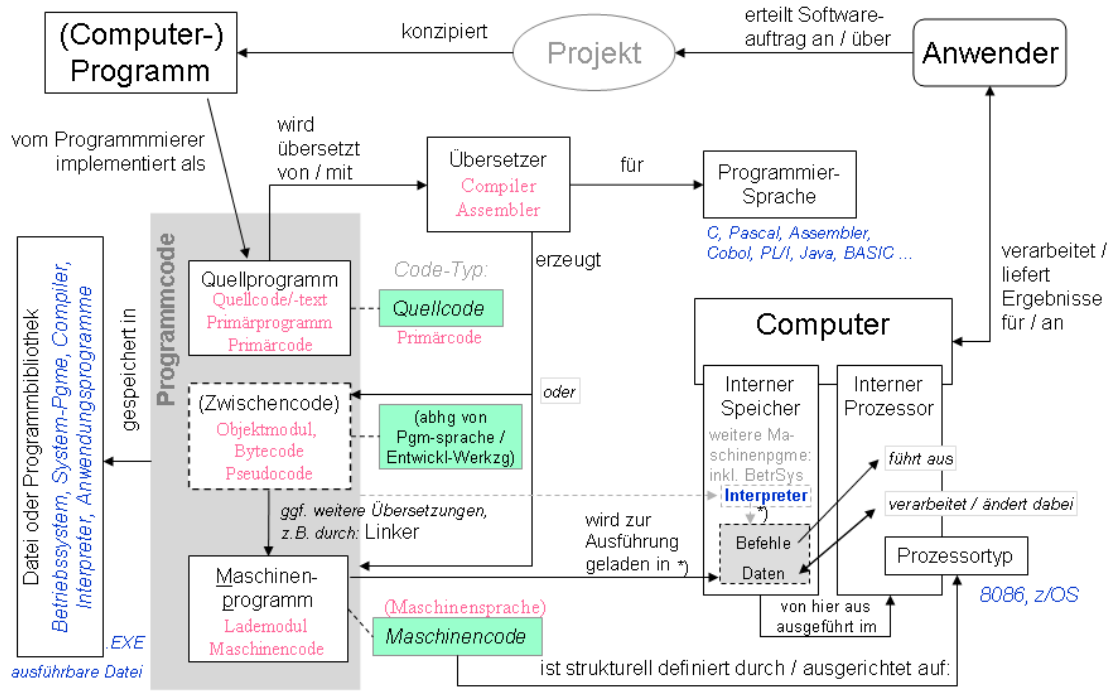 (Computer-)
Programm
konzipiert
Projekt
erteilt Software-
auftrag an / über
Anwender
vom Programmmierer
implementiert als
wird
übersetzt
von / mit
Übersetzer
Compiler
Assembler
für
Programmier-
Sprache
C, Pascal, Assembler,
Cobol, PL/I, Java, BASIC ...
erzeugt
verarbeitet /
liefert
Ergebnisse
für / an
Programmcode
Quellprogramm
Quellcode/-text
Primärprogramm
Primärcode
Code-Typ:
Quellcode
Primärcode
Datei oder Programmbibliothek
Betriebssystem, System-Pgme, Compiler,
Interpreter, Anwendungsprogramme
gespeichert in
.EXE
ausführbare Datei
(Zwischencode)
Objektmodul,
Bytecode
Pseudocode
oder
(abhg von
Pgm-sprache /
Entwickl-Werkzg)
ggf. weitere Übersetzungen,
z.B. durch: Linker
Maschinen-
programm
Lademodul
Maschinencode
(Maschinensprache)
Maschinencode
wird zur
Ausführung
geladen in *)
Computer
Interner
Speicher
weitere Ma-
schinenpgme:
inkl. BetrSys
Interpreter
*)
Befehle
Daten
Interner
Prozessor
führt aus
verarbeitet / ändert dabei
Prozessortyp
8086, z/OS
von hier aus
ausgeführt im
ist strukturell definiert durch / ausgerichtet auf: